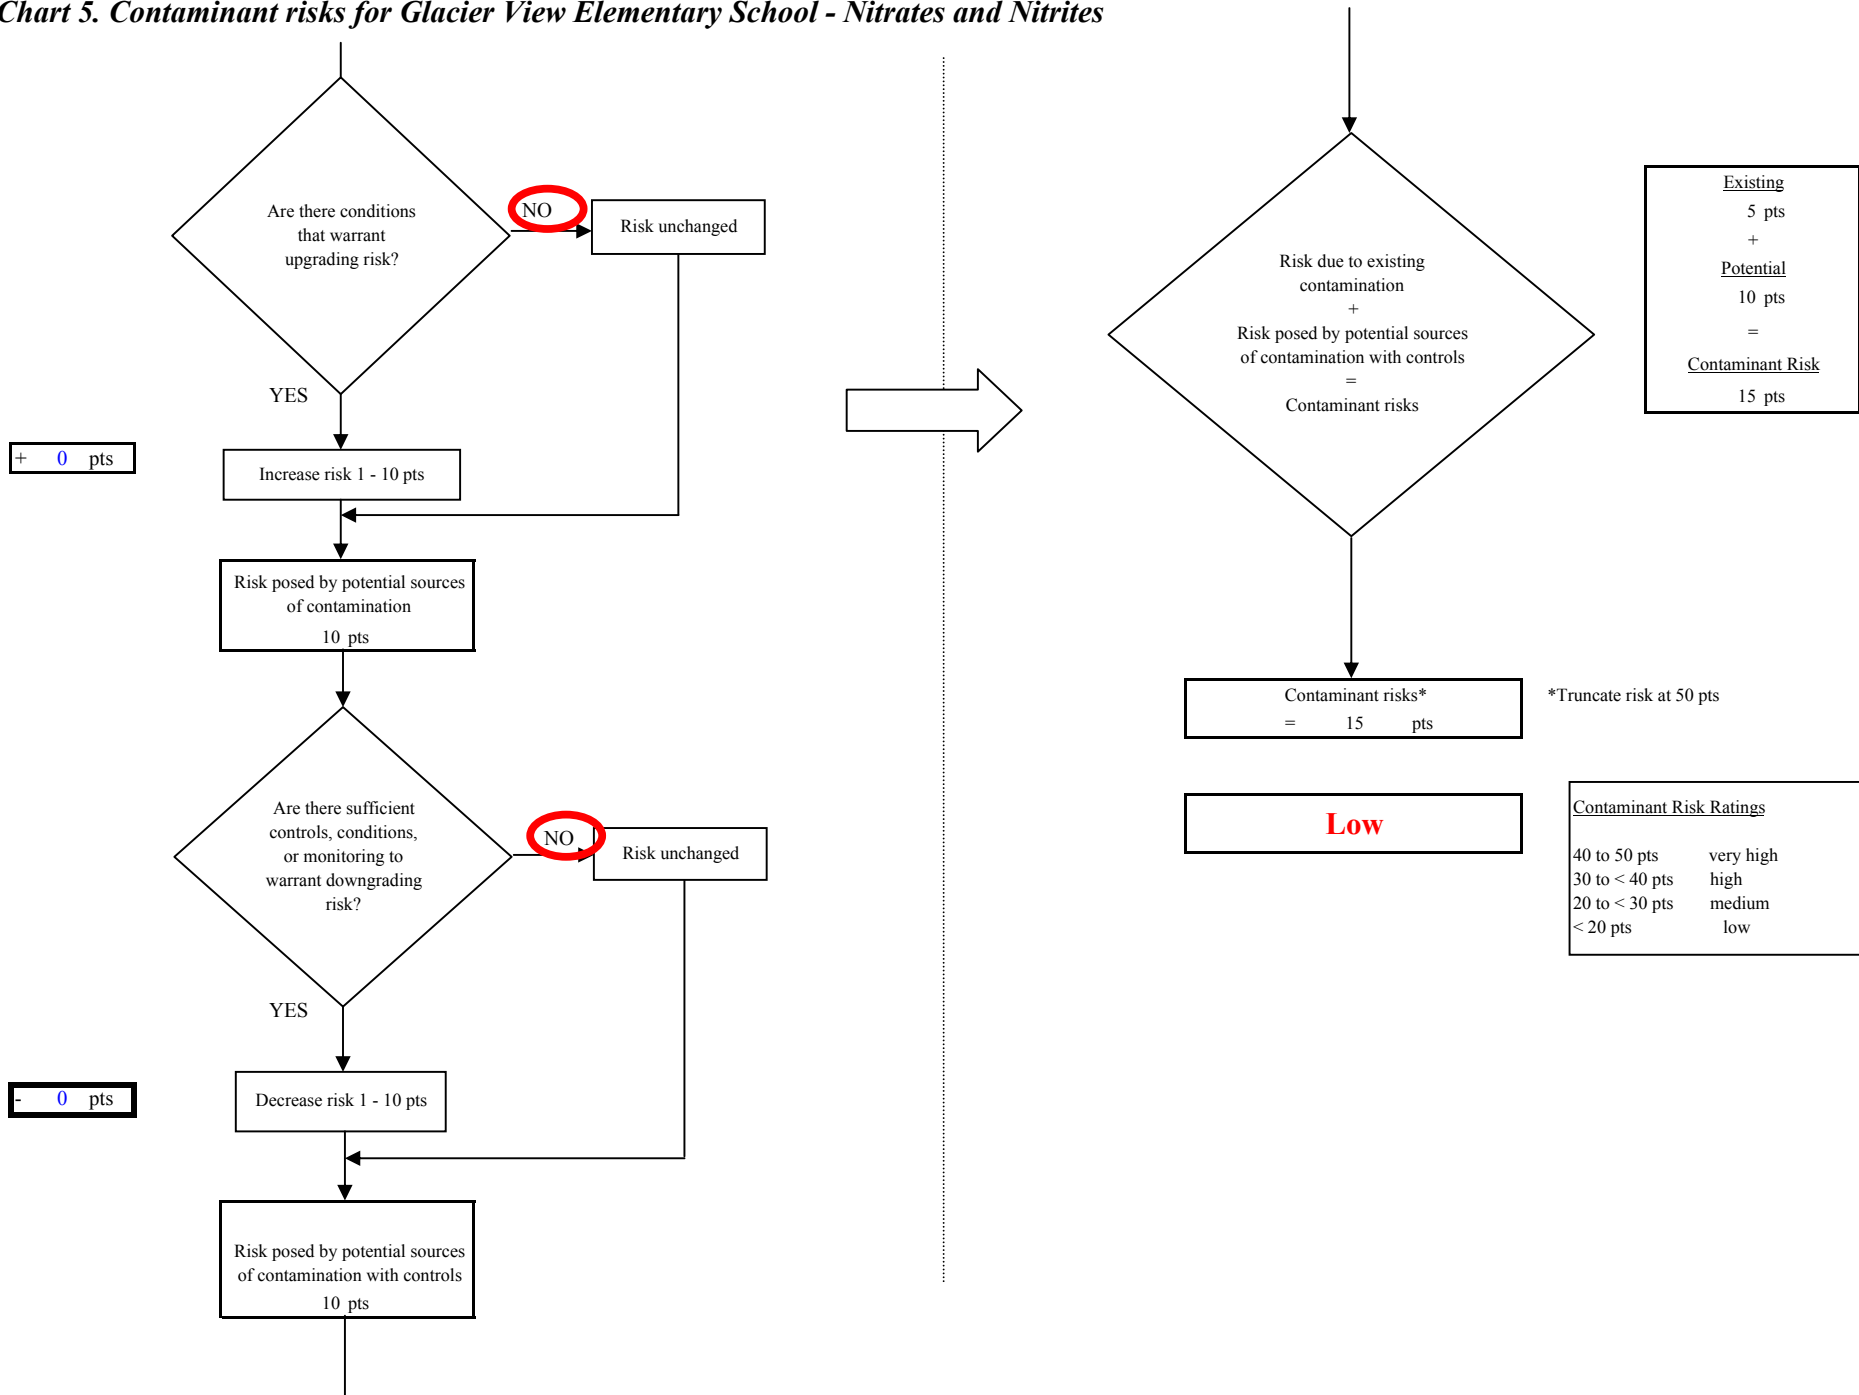 Chart 5. Contaminant risks for Glacier View Elementary School - Nitrates and Nitrites
Are there conditions
that warrant
upgrading risk?
NO
Risk unchanged
YES
+ 0 pts
Increase risk 1 - 10 pts
Risk posed by potential sources
of contamination
10 pts
Are there sufficient
controls, conditions,
or monitoring to
warrant downgrading
risk?
NO
Risk unchanged
YES
- 0 pts
Decrease risk 1 - 10 pts
Risk posed by potential sources
of contamination with controls
10 pts
Risk due to existing
contamination
+
Risk posed by potential sources
of contamination with controls
=
Contaminant risks
Existing
5 pts
+
Potential
10 pts
=
Contaminant Risk
15 pts
Contaminant risks*
= 15 pts
*Truncate risk at 50 pts
Low
Contaminant Risk Ratings
40 to 50 pts very high
30 to < 40 pts high
20 to < 30 pts medium
< 20 pts low